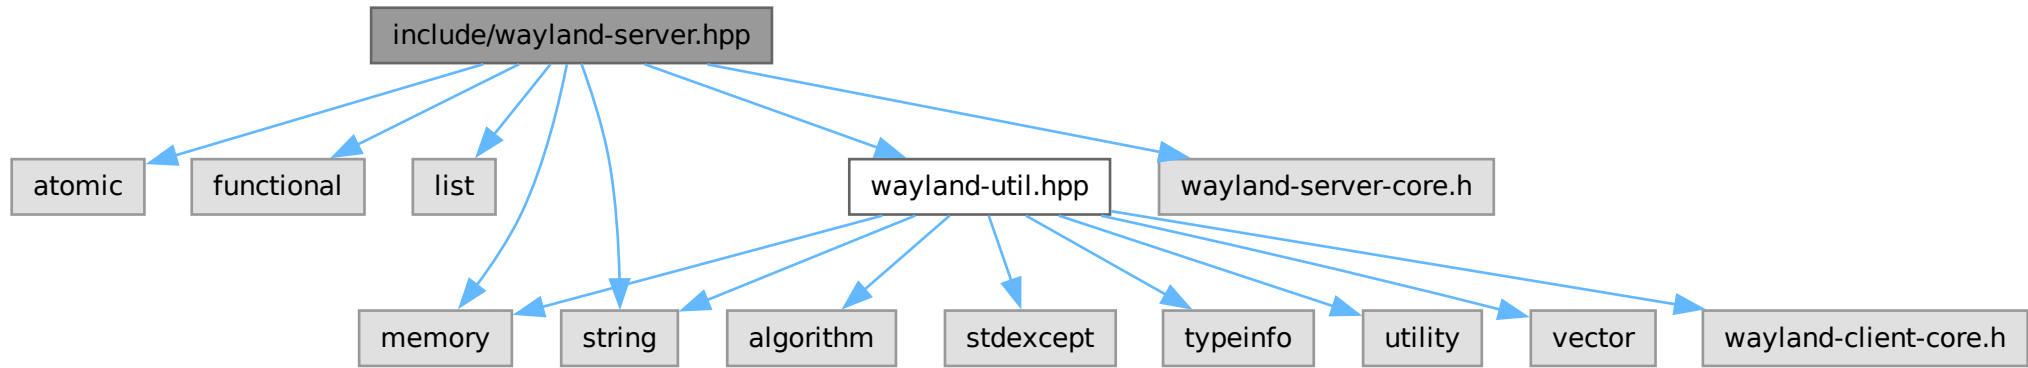 include/wayland-server.hpp
atomic
functional
list
wayland-util.hpp
wayland-server-core.h
memory
string
algorithm
stdexcept
typeinfo
utility
vector
wayland-client-core.h